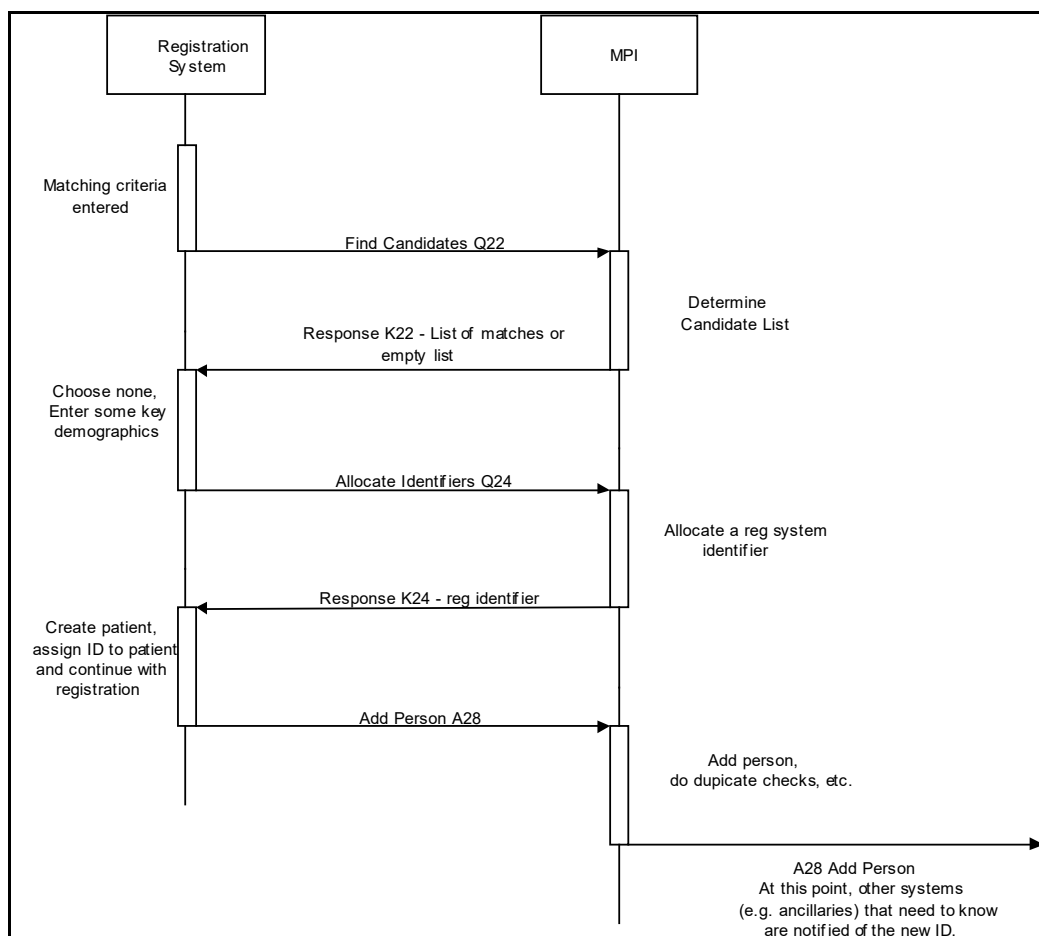 Registration
System
MPI
Matching criteria
entered
Find Candidates Q22
Determine
Candidate List
Response K22 - List of matches or
empty list
Choose none,
Enter some key
demographics
Allocate Identifiers Q24
Allocate a reg system
identifier
Response K24 - reg identifier
Create patient,
assign ID to patient
and continue with
registration
Add Person A28
Add person,
do dupicate checks, etc.
A28 Add Person
At this point, other systems
(e.g. ancillaries) that need to know
are notified of the new ID.